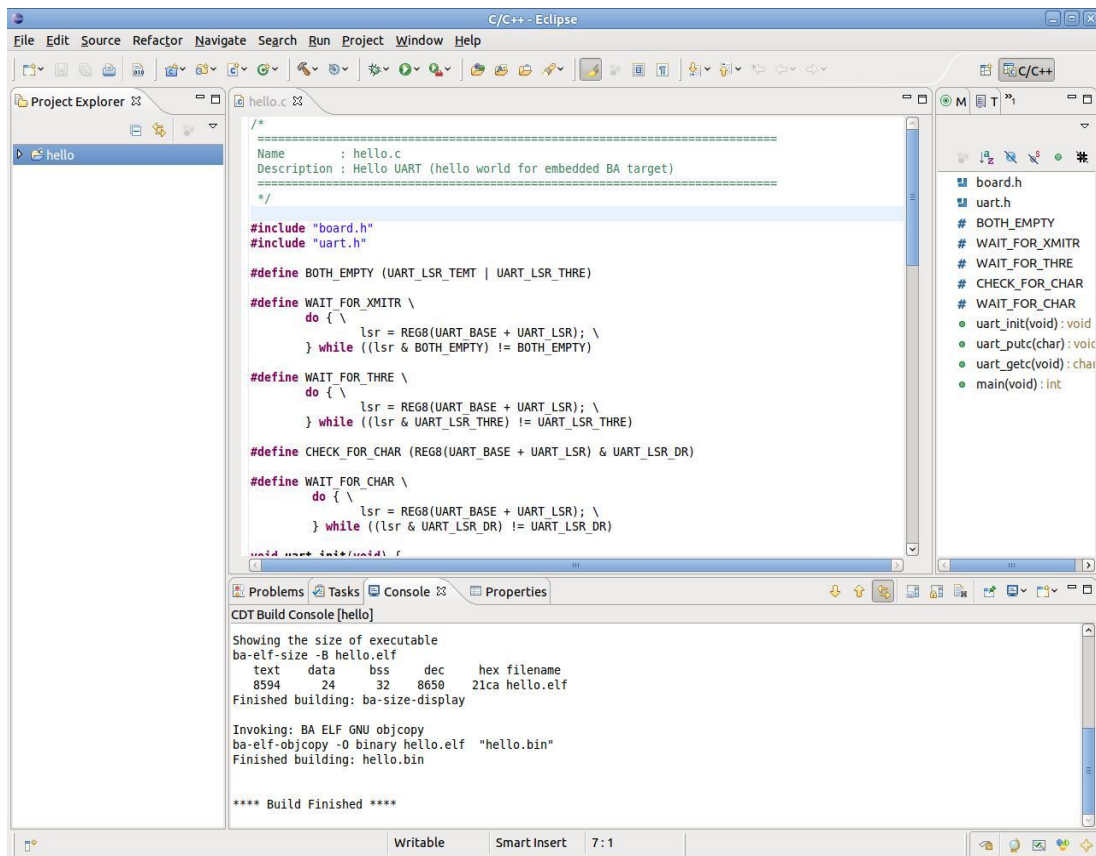 C/C++ - Eclipse
File Edit Source Refactor Navigate Search Run Project Window Help
C/C++
Project Explorer
hello
hello.c
/*
============================================================================
Name        : hello.c
Description : Hello UART (hello world for embedded BA target)
============================================================================
*/
#include "board.h"
#include "uart.h"
#define BOTH_EMPTY (UART_LSR_TEMT | UART_LSR_THRE)
#define WAIT_FOR_XMITR \
do { \
lsr = REG8(UART_BASE + UART_LSR); \
} while ((lsr & BOTH_EMPTY) != BOTH_EMPTY)
#define WAIT_FOR_THRE \
do { \
lsr = REG8(UART_BASE + UART_LSR); \
} while ((lsr & UART_LSR_THRE) != UART_LSR_THRE)
#define CHECK_FOR_CHAR (REG8(UART_BASE + UART_LSR) & UART_LSR_DR)
#define WAIT_FOR_CHAR \
do { \
lsr = REG8(UART_BASE + UART_LSR); \
} while ((lsr & UART_LSR_DR) != UART_LSR_DR)
void uart_init(void) {
M T »1
board.h
uart.h
# BOTH_EMPTY
# WAIT_FOR_XMITR
# WAIT_FOR_THRE
# CHECK_FOR_CHAR
# WAIT_FOR_CHAR
uart_init(void) : void
uart_putc(char) : void
uart_getc(void) : char
main(void) : int
Problems Tasks Console Properties
CDT Build Console [hello]
Showing the size of executable
ba-elf-size -B hello.elf
text data bss dec hex filename
8594 24 32 8650 21ca hello.elf
Finished building: ba-size-display
Invoking: BA ELF GNU objcopy
ba-elf-objcopy -O binary hello.elf "hello.bin"
Finished building: hello.bin
**** Build Finished ****
Writable Smart Insert 7 : 1